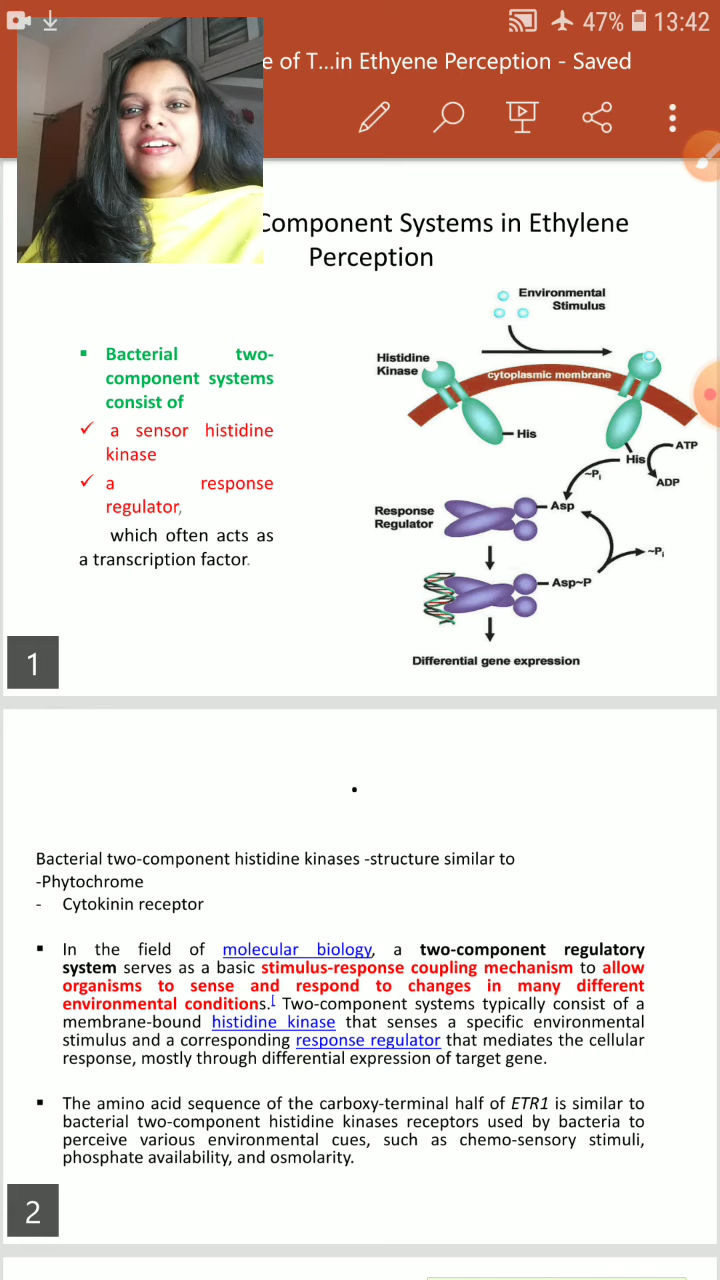 47% 13:42
e of T...in Ethyene Perception - Saved
Component Systems in Ethylene
Perception
▪ Bacterial two-
component systems
consist of
✓ a sensor histidine
kinase
✓ a response
regulator,
which often acts as
a transcription factor.
Environmental
Stimulus
Histidine
Kinase
cytoplasmic membrane
His
His
ATP
ADP
~Pi
Response
Regulator
Asp
~Pi
Asp~P
Differential gene expression
1
.
Bacterial two-component histidine kinases -structure similar to
-Phytochrome
- Cytokinin receptor
▪ In the field of molecular biology, a two-component regulatory
system serves as a basic stimulus-response coupling mechanism to allow
organisms to sense and respond to changes in many different
environmental conditions.[ Two-component systems typically consist of a
membrane-bound histidine kinase that senses a specific environmental
stimulus and a corresponding response regulator that mediates the cellular
response, mostly through differential expression of target gene.
▪ The amino acid sequence of the carboxy-terminal half of ETR1 is similar to
bacterial two-component histidine kinases receptors used by bacteria to
perceive various environmental cues, such as chemo-sensory stimuli,
phosphate availability, and osmolarity.
2